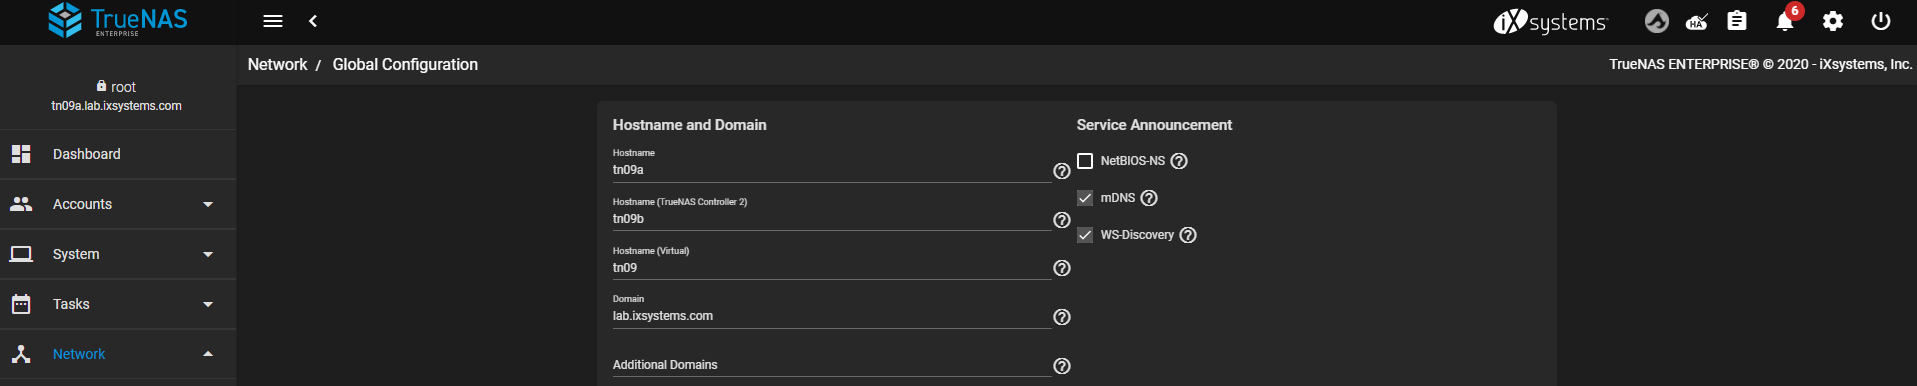 TrueNAS
ENTERPRISE
iXsystems
HA
6
root
tn09a.lab.ixsystems.com
Network / Global Configuration
TrueNAS ENTERPRISE® © 2020 - iXsystems, Inc.
Dashboard
Accounts
System
Tasks
Network
Hostname and Domain
Hostname
tn09a
Hostname (TrueNAS Controller 2)
tn09b
Hostname (Virtual)
tn09
Domain
lab.ixsystems.com
Additional Domains
Service Announcement
NetBIOS-NS
mDNS
WS-Discovery